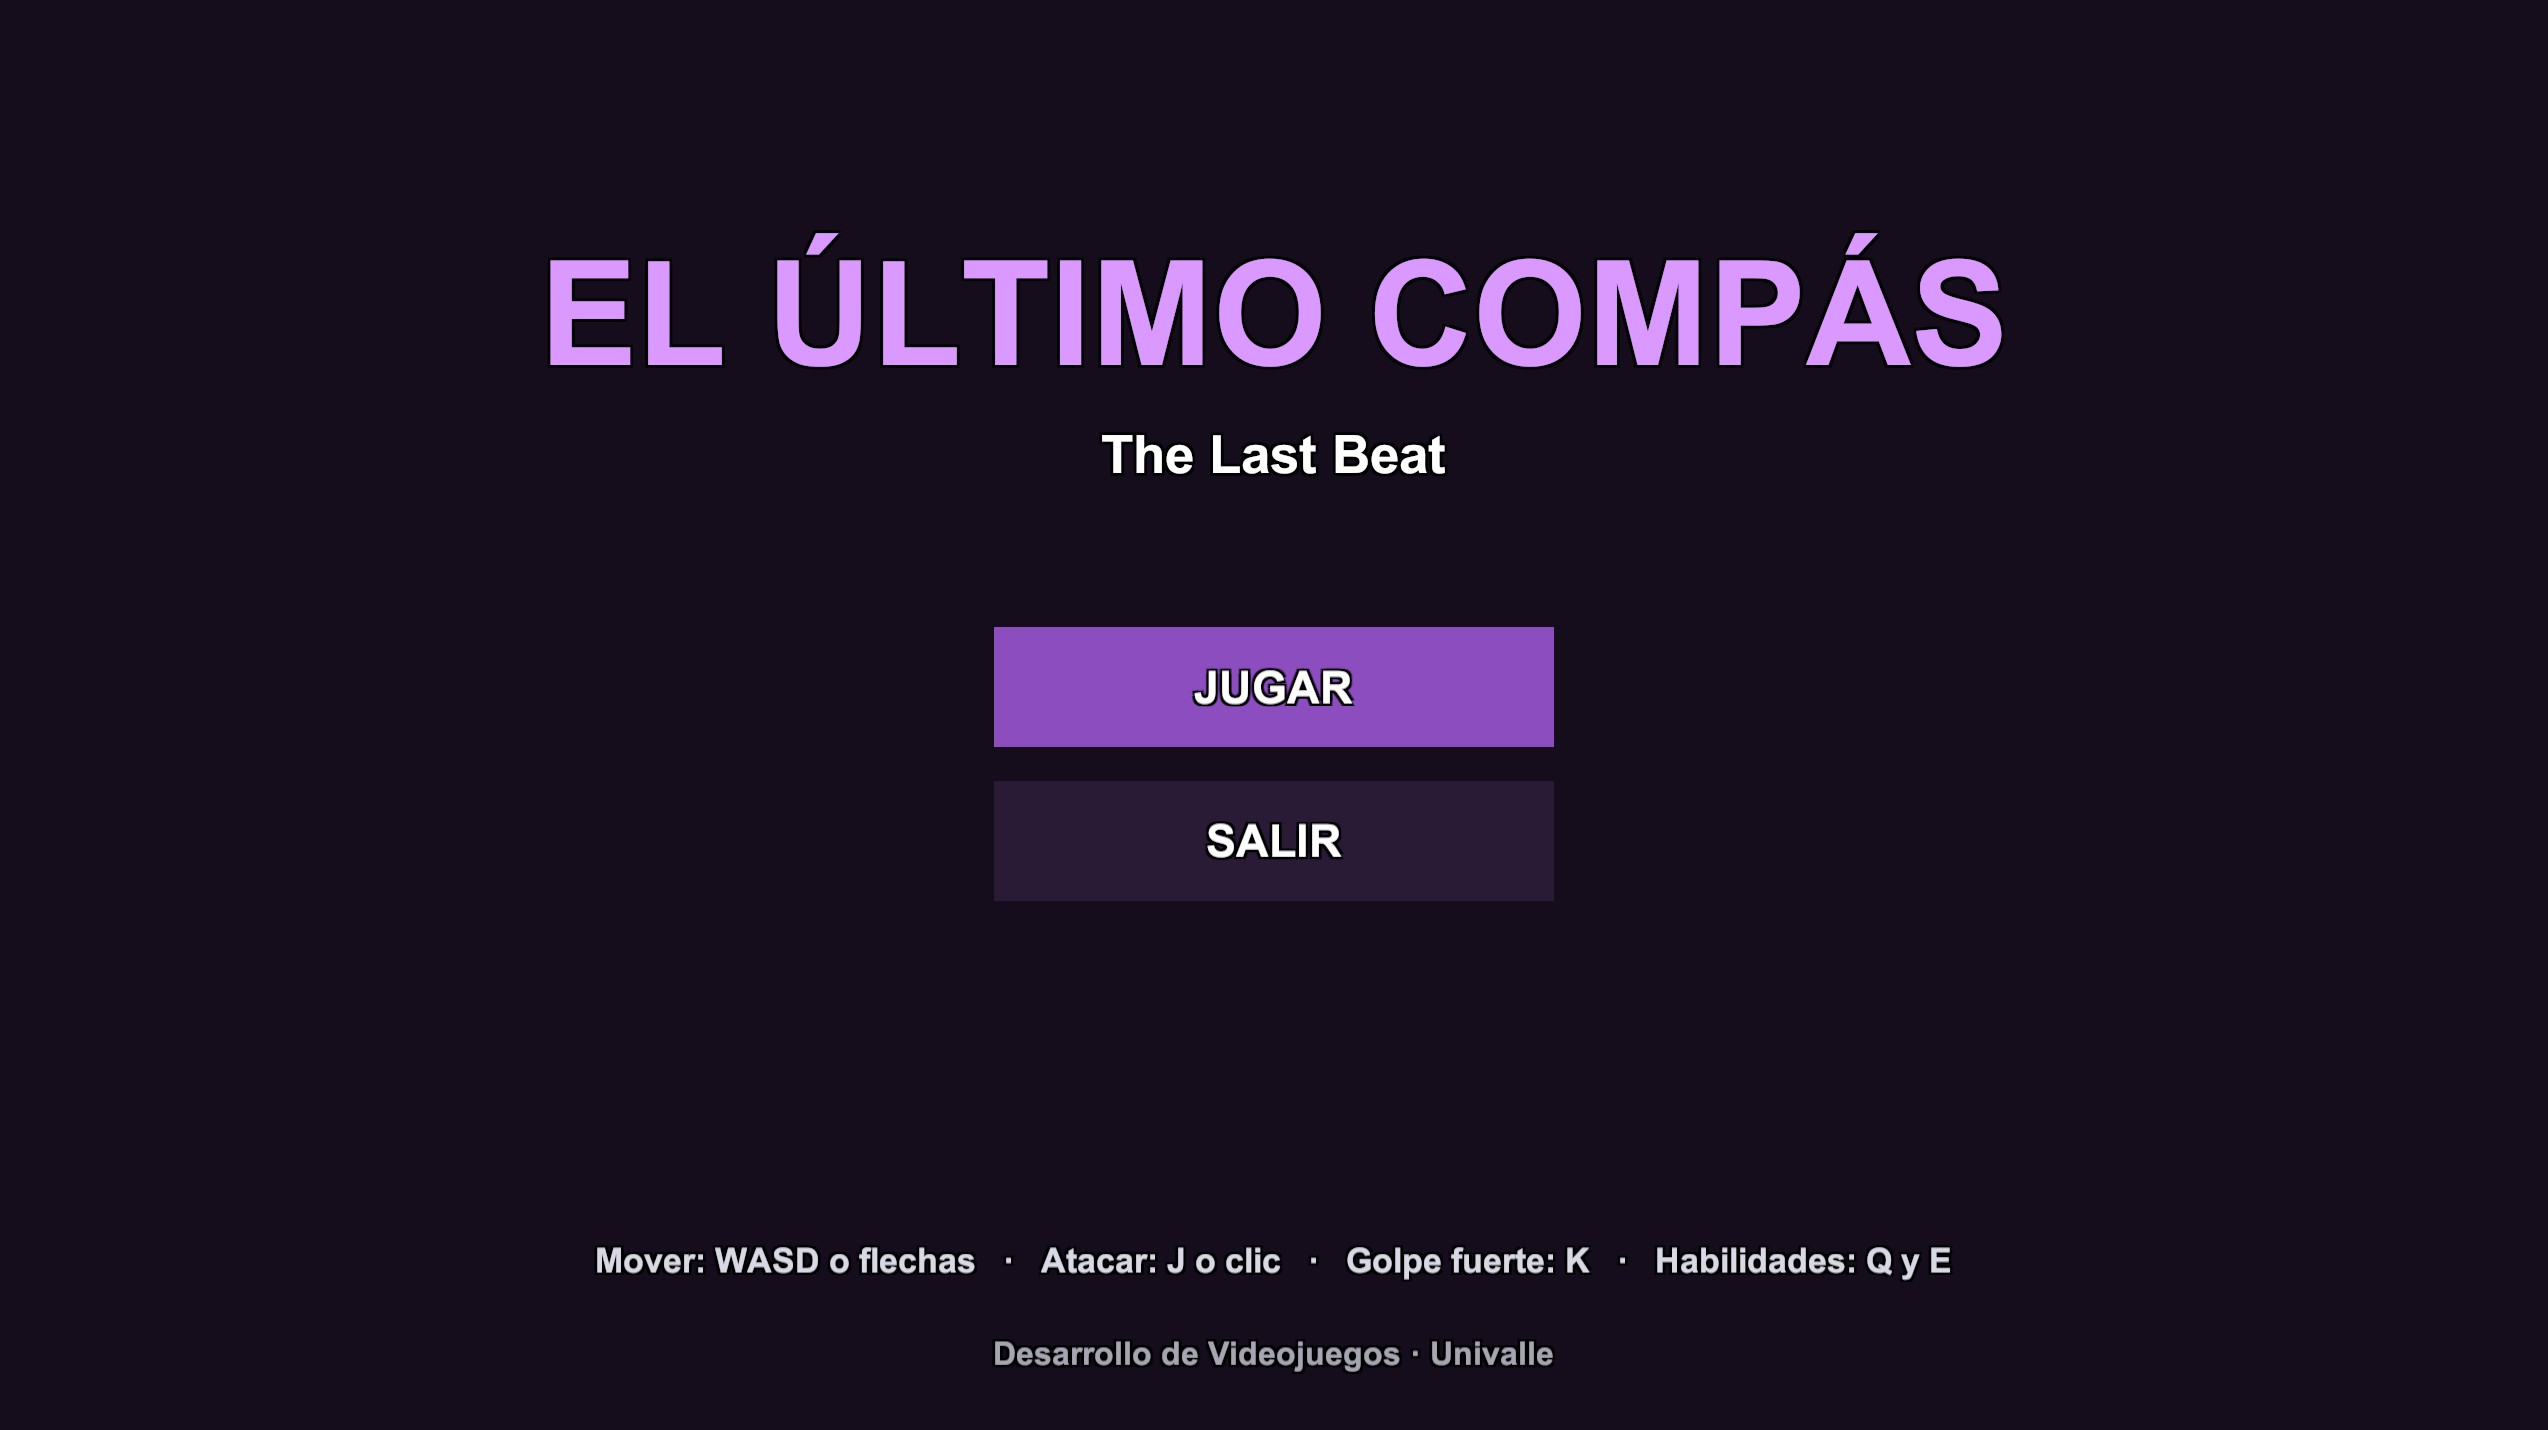 EL ÚLTIMO COMPÁS
The Last Beat
JUGAR
SALIR
Mover: WASD o flechas · Atacar: J o clic · Golpe fuerte: K · Habilidades: Q y E
Desarrollo de Videojuegos · Univalle